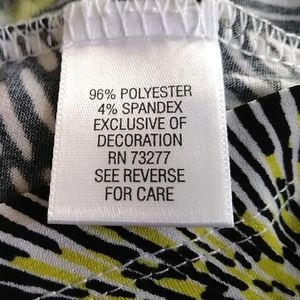 96% POLYESTER
4% SPANDEX
EXCLUSIVE OF
DECORATION
RN 73277
SEE REVERSE
FOR CARE